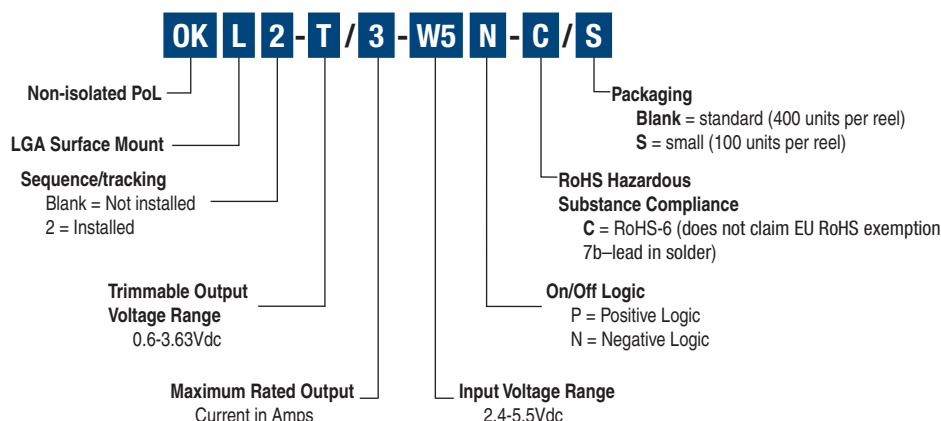 OK L 2 - T / 3 - W5 N - C / S
Non-isolated PoL
LGA Surface Mount
Sequence/tracking
Blank = Not installed
2 = Installed
Trimmable Output
Voltage Range
0.6-3.63Vdc
Maximum Rated Output
Current in Amps
Packaging
Blank = standard (400 units per reel)
S = small (100 units per reel)
RoHS Hazardous
Substance Compliance
C = RoHS-6 (does not claim EU RoHS exemption
7b–lead in solder)
On/Off Logic
P = Positive Logic
N = Negative Logic
Input Voltage Range
2.4-5.5Vdc